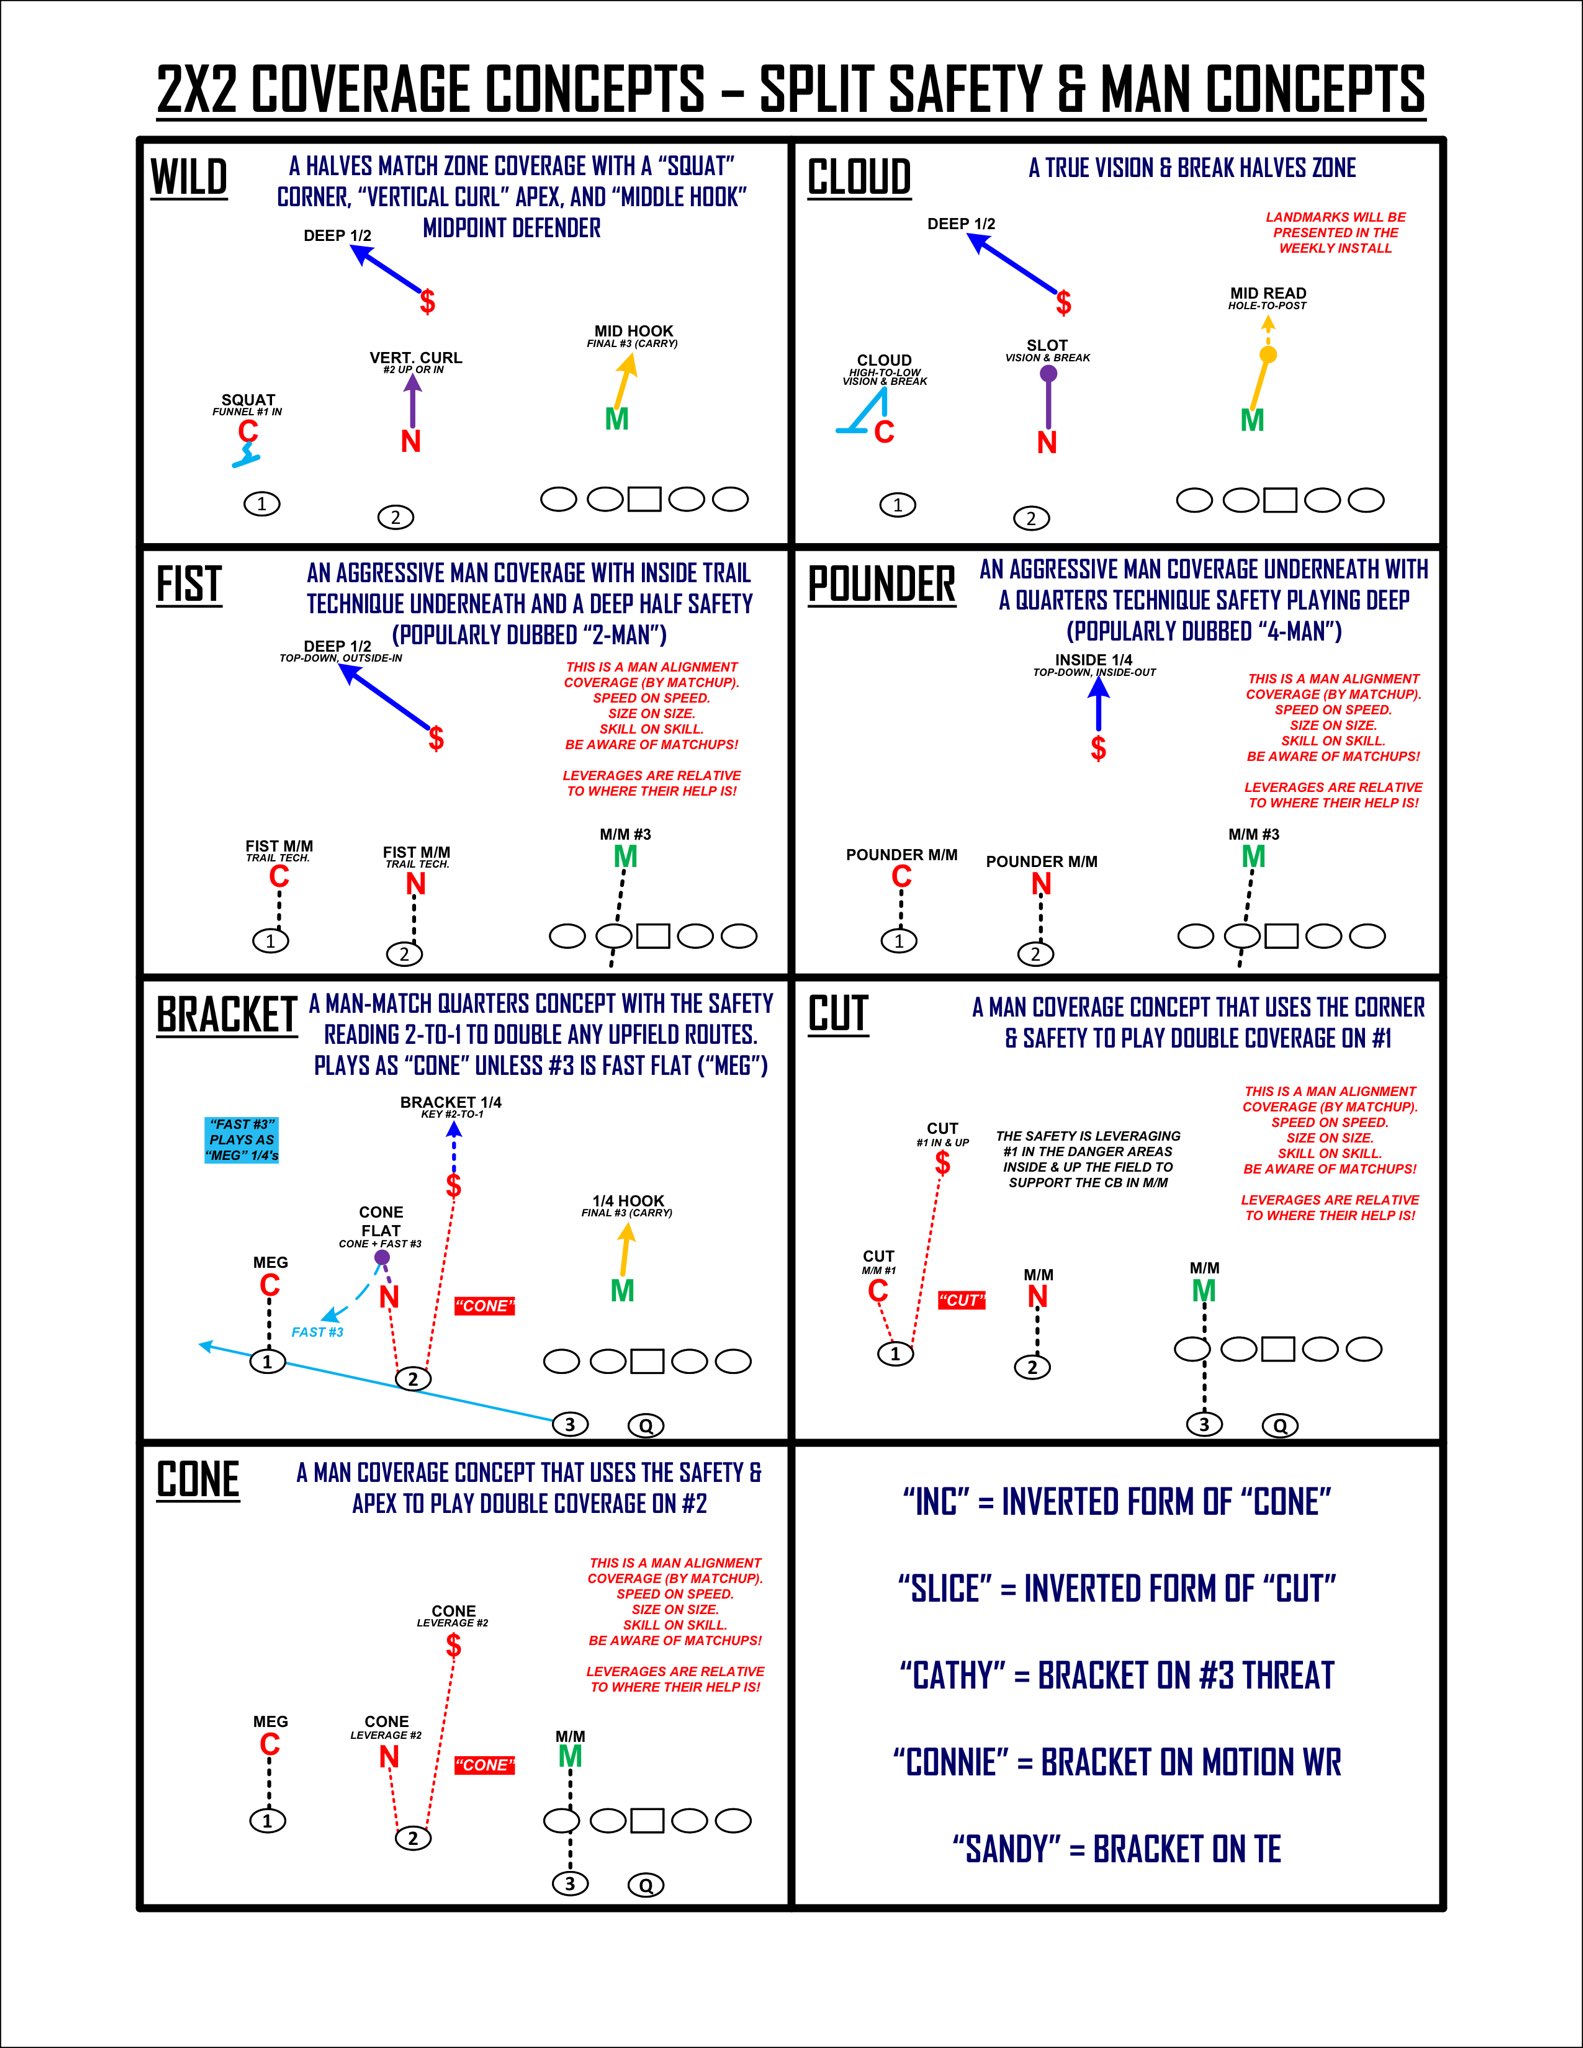 2X2 COVERAGE CONCEPTS – SPLIT SAFETY & MAN CONCEPTS
WILD
A HALVES MATCH ZONE COVERAGE WITH A “SQUAT”
CORNER, “VERTICAL CURL” APEX, AND “MIDDLE HOOK”
MIDPOINT DEFENDER
DEEP 1/2
$
MID HOOK
FINAL #3 (CARRY)
VERT. CURL
#2 UP OR IN
SQUAT
FUNNEL #1 IN
C
N
M
1
2
CLOUD
A TRUE VISION & BREAK HALVES ZONE
LANDMARKS WILL BE
PRESENTED IN THE
WEEKLY INSTALL
DEEP 1/2
$
MID READ
HOLE-TO-POST
SLOT
VISION & BREAK
CLOUD
HIGH-TO-LOW
VISION & BREAK
C
N
M
1
2
FIST
AN AGGRESSIVE MAN COVERAGE WITH INSIDE TRAIL
TECHNIQUE UNDERNEATH AND A DEEP HALF SAFETY
(POPULARLY DUBBED “2-MAN”)
DEEP 1/2
TOP-DOWN, OUTSIDE-IN
$
THIS IS A MAN ALIGNMENT
COVERAGE (BY MATCHUP).
SPEED ON SPEED.
SIZE ON SIZE.
SKILL ON SKILL.
BE AWARE OF MATCHUPS!
LEVERAGES ARE RELATIVE
TO WHERE THEIR HELP IS!
FIST M/M
TRAIL TECH.
C
FIST M/M
TRAIL TECH.
N
M/M #3
M
1
2
POUNDER
AN AGGRESSIVE MAN COVERAGE UNDERNEATH WITH
A QUARTERS TECHNIQUE SAFETY PLAYING DEEP
(POPULARLY DUBBED “4-MAN”)
INSIDE 1/4
TOP-DOWN, INSIDE-OUT
$
THIS IS A MAN ALIGNMENT
COVERAGE (BY MATCHUP).
SPEED ON SPEED.
SIZE ON SIZE.
SKILL ON SKILL.
BE AWARE OF MATCHUPS!
LEVERAGES ARE RELATIVE
TO WHERE THEIR HELP IS!
POUNDER M/M
C
POUNDER M/M
N
M/M #3
M
1
2
BRACKET
A MAN-MATCH QUARTERS CONCEPT WITH THE SAFETY
READING 2-TO-1 TO DOUBLE ANY UPFIELD ROUTES.
PLAYS AS “CONE” UNLESS #3 IS FAST FLAT (“MEG”)
“FAST #3”
PLAYS AS
“MEG” 1/4's
BRACKET 1/4
KEY #2-TO-1
$
CONE
FLAT
CONE + FAST #3
1/4 HOOK
FINAL #3 (CARRY)
MEG
C
N
M
“CONE”
FAST #3
1
2
3
Q
CUT
A MAN COVERAGE CONCEPT THAT USES THE CORNER
& SAFETY TO PLAY DOUBLE COVERAGE ON #1
THIS IS A MAN ALIGNMENT
COVERAGE (BY MATCHUP).
SPEED ON SPEED.
SIZE ON SIZE.
SKILL ON SKILL.
BE AWARE OF MATCHUPS!
LEVERAGES ARE RELATIVE
TO WHERE THEIR HELP IS!
CUT
#1 IN & UP
$
THE SAFETY IS LEVERAGING
#1 IN THE DANGER AREAS
INSIDE & UP THE FIELD TO
SUPPORT THE CB IN M/M
CUT
M/M #1
C
“CUT”
M/M
N
M/M
M
1
2
3
Q
CONE
A MAN COVERAGE CONCEPT THAT USES THE SAFETY &
APEX TO PLAY DOUBLE COVERAGE ON #2
THIS IS A MAN ALIGNMENT
COVERAGE (BY MATCHUP).
SPEED ON SPEED.
SIZE ON SIZE.
SKILL ON SKILL.
BE AWARE OF MATCHUPS!
LEVERAGES ARE RELATIVE
TO WHERE THEIR HELP IS!
CONE
LEVERAGE #2
$
MEG
C
CONE
LEVERAGE #2
N
“CONE”
M/M
M
1
2
3
Q
“INC” = INVERTED FORM OF “CONE”
“SLICE” = INVERTED FORM OF “CUT”
“CATHY” = BRACKET ON #3 THREAT
“CONNIE” = BRACKET ON MOTION WR
“SANDY” = BRACKET ON TE